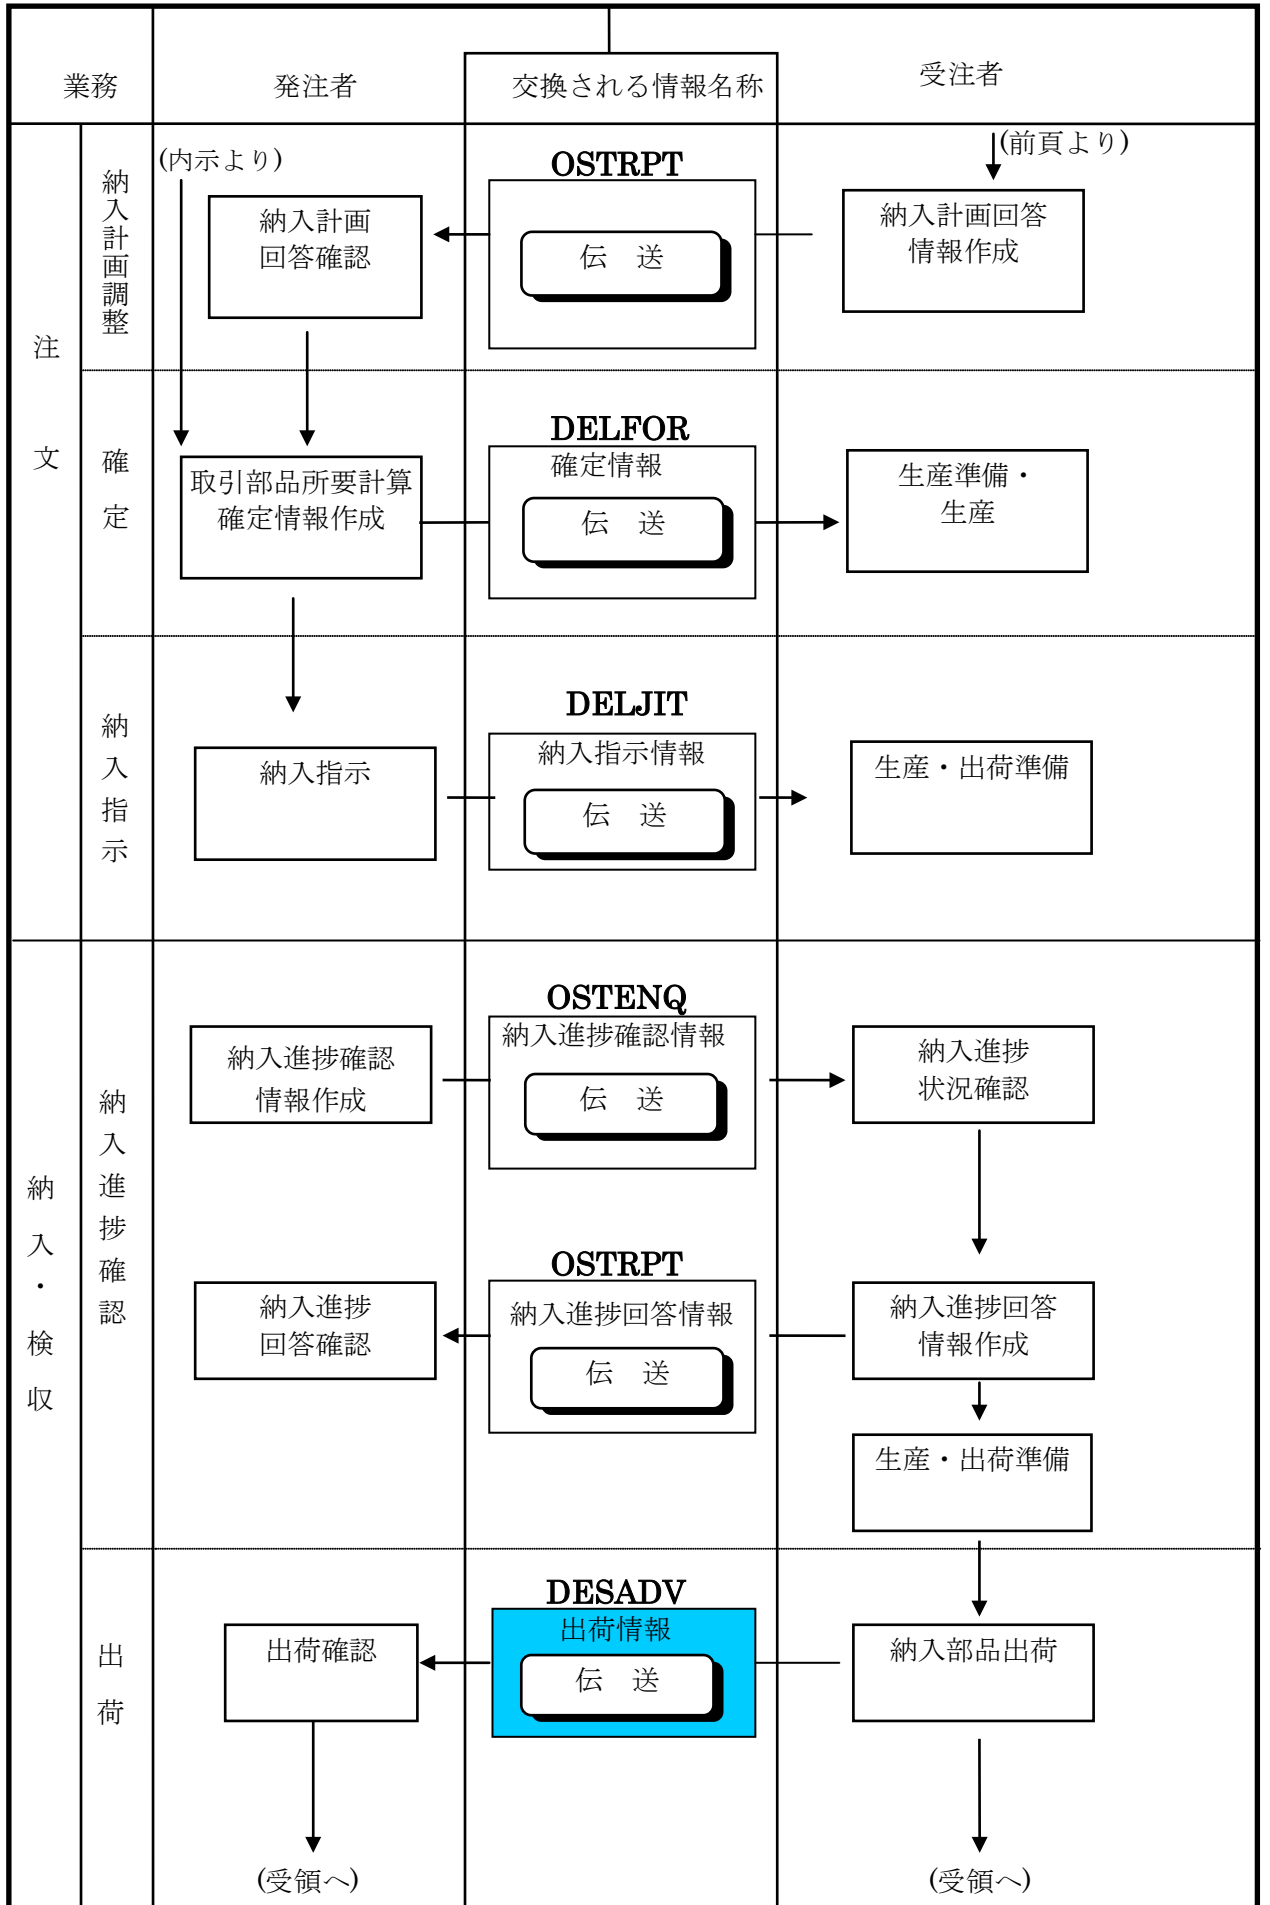 業務
発注者
交換される情報名称
受注者
注文
納入計画調整
(内示より)
OSTRPT
(前頁より)
納入計画
回答確認
伝 送
納入計画回答
情報作成
確定
DELFOR
取引部品所要計算
確定情報作成
確定情報
伝 送
生産準備・
生産
納入指示
DELJIT
納入指示
納入指示情報
伝 送
生産・出荷準備
納入・検収
納入進捗確認
OSTENQ
納入進捗確認
情報作成
納入進捗確認情報
伝 送
納入進捗
状況確認
OSTRPT
納入進捗
回答確認
納入進捗回答情報
伝 送
納入進捗回答
情報作成
生産・出荷準備
出荷
DESADV
出荷確認
出荷情報
伝 送
納入部品出荷
(受領へ)
(受領へ)